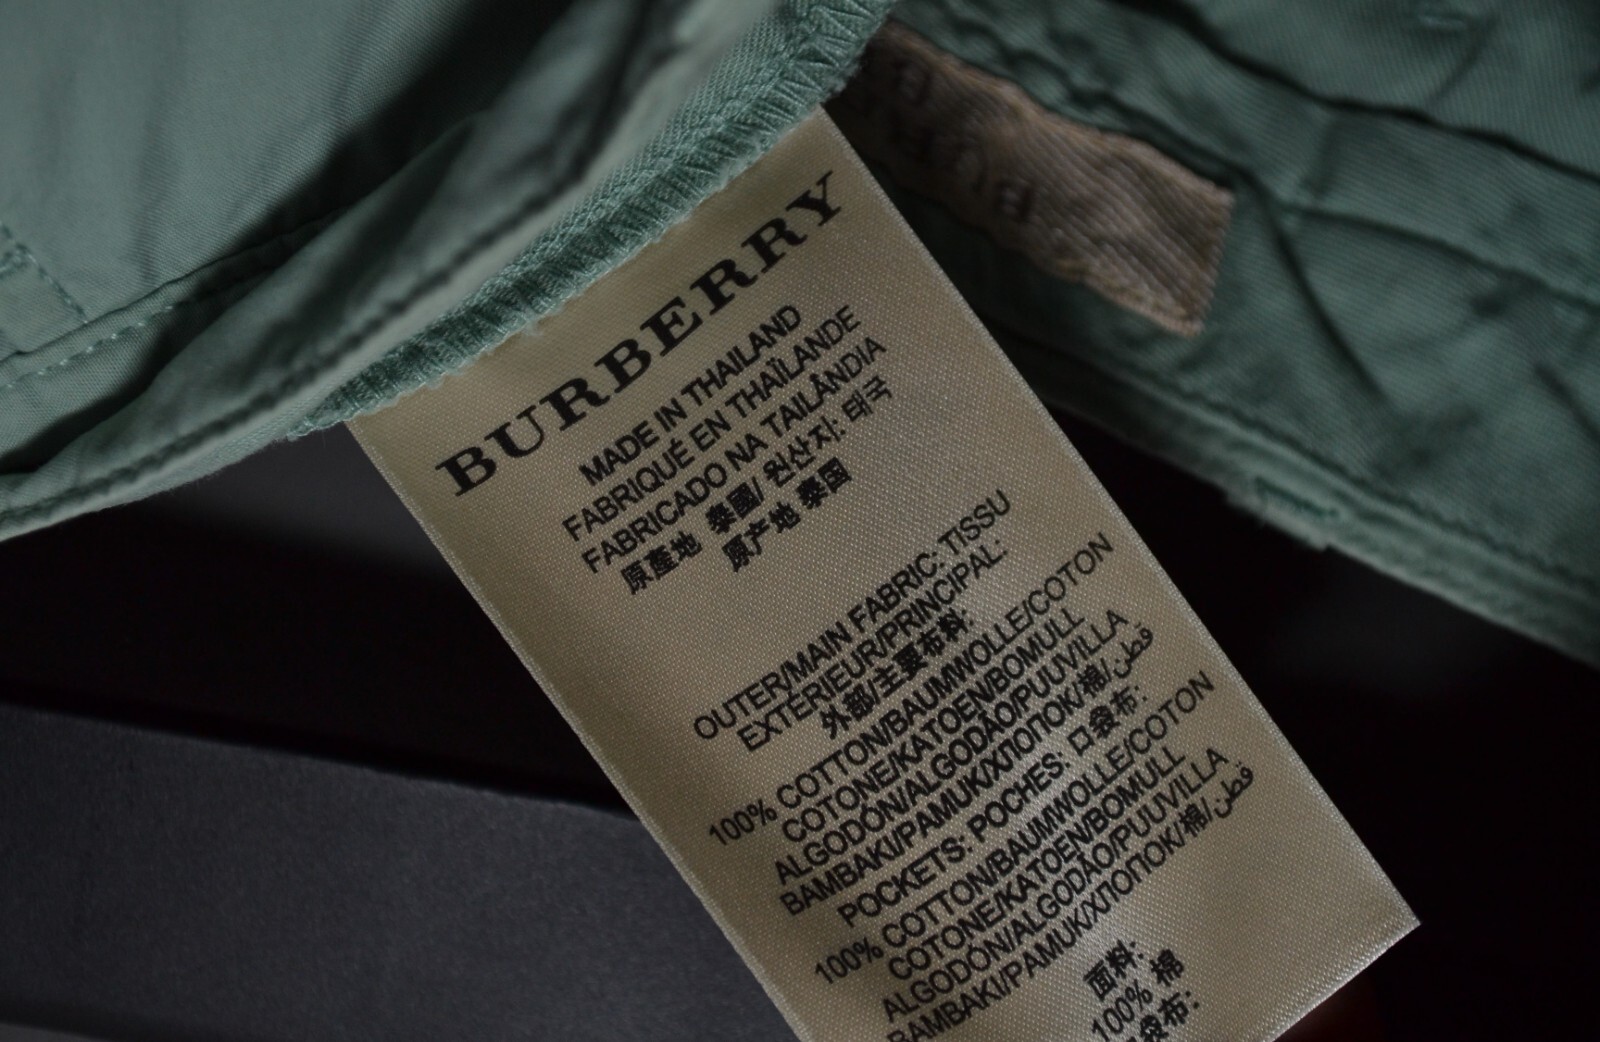 BURBERRY
MADE IN THAILAND
FABRIQUÉ EN THAÏLANDE
FABRICADO NA TAILÂNDIA
原產地 泰國/ 원산지: 태국
原产地 泰国
OUTER/MAIN FABRIC: TISSU
EXTERIEUR/PRINCIPAL:
外部/主要布料:
100% COTTON/BAUMWOLLE/COTON
COTONE/KATOEN/BOMULL
ALGODÓN/ALGODÃO/PUUVILLA
BAMBAKI/PAMUK/ХЛОПОК/棉/قطن
POCKETS: POCHES: 口袋布:
100% COTTON/BAUMWOLLE/COTON
COTONE/KATOEN/BOMULL
ALGODÓN/ALGODÃO/PUUVILLA
BAMBAKI/PAMUK/ХЛОПОК/棉/قطن
面料:
100% 棉
袋布: